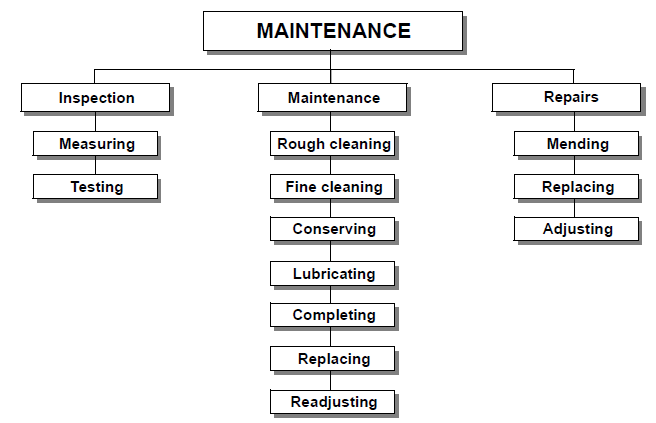 MAINTENANCE
Inspection
Measuring
Testing
Maintenance
Rough cleaning
Fine cleaning
Conserving
Lubricating
Completing
Replacing
Readjusting
Repairs
Mending
Replacing
Adjusting